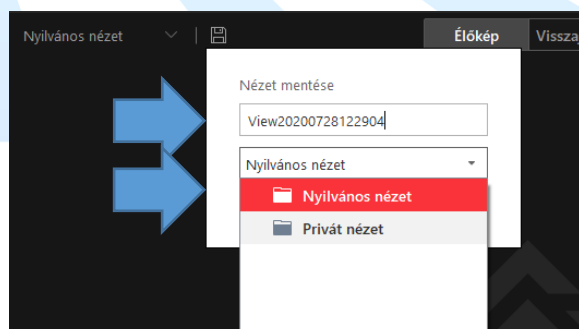 Nyilvános nézet
Élőkép
Nézet mentése
View20200728122904
Nyilvános nézet
Nyilvános nézet
Privát nézet